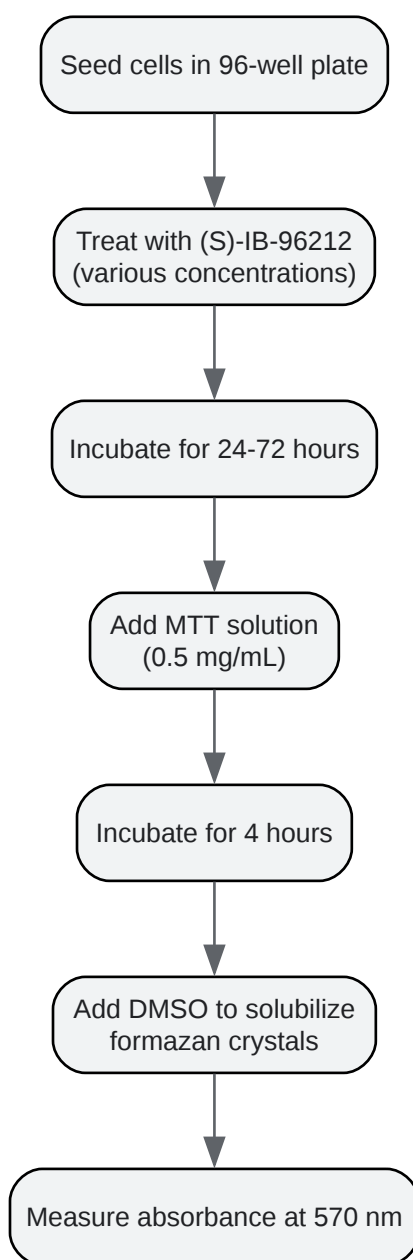 Seed cells in 96-well plate
Treat with (S)-IB-96212
(various concentrations)
Incubate for 24-72 hours
Add MTT solution
(0.5 mg/mL)
Incubate for 4 hours
Add DMSO to solubilize
formazan crystals
Measure absorbance at 570 nm